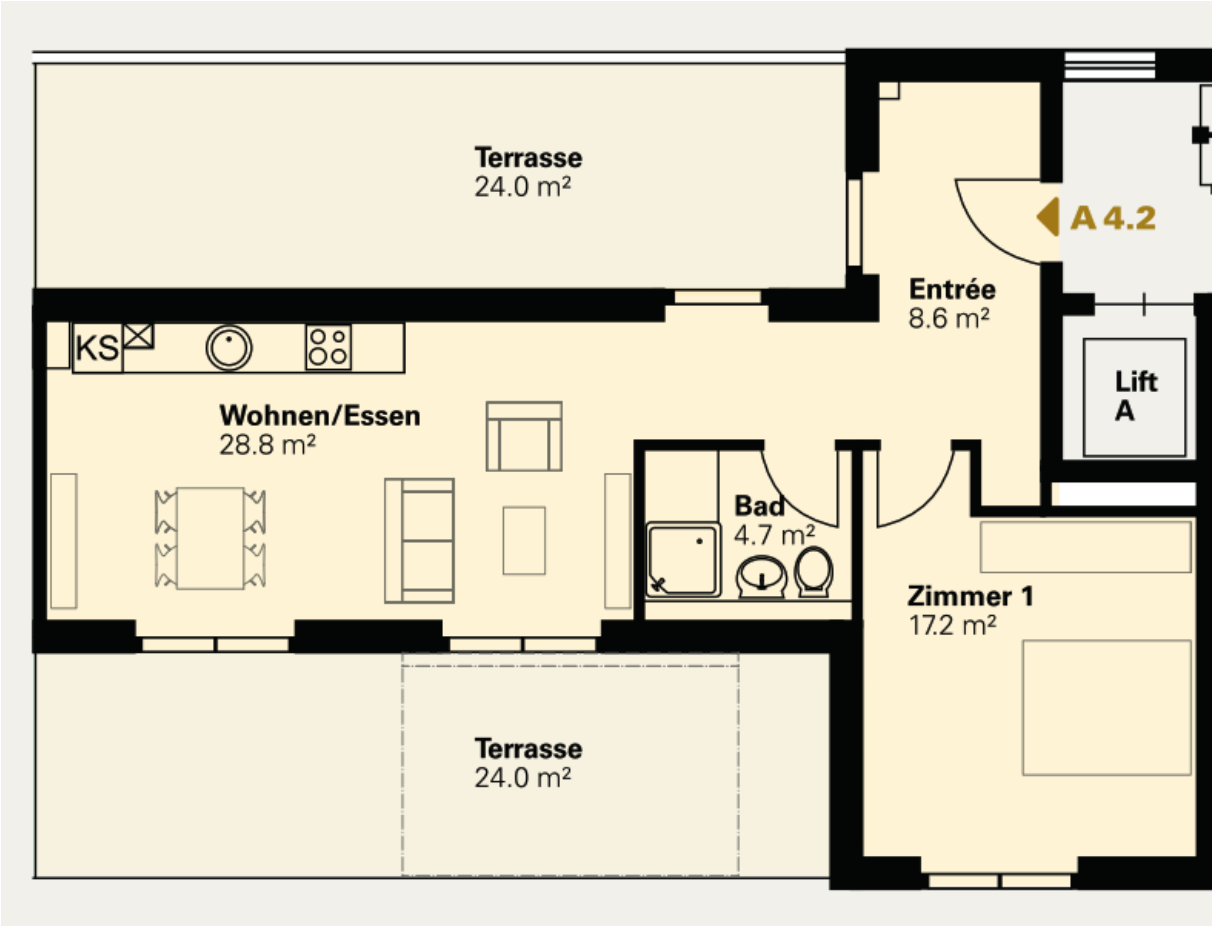 Terrasse
24.0 m²
A 4.2
Entrée
8.6 m²
KS
Lift
A
Wohnen/Essen
28.8 m²
Bad
4.7 m²
Zimmer 1
17.2 m²
Terrasse
24.0 m²